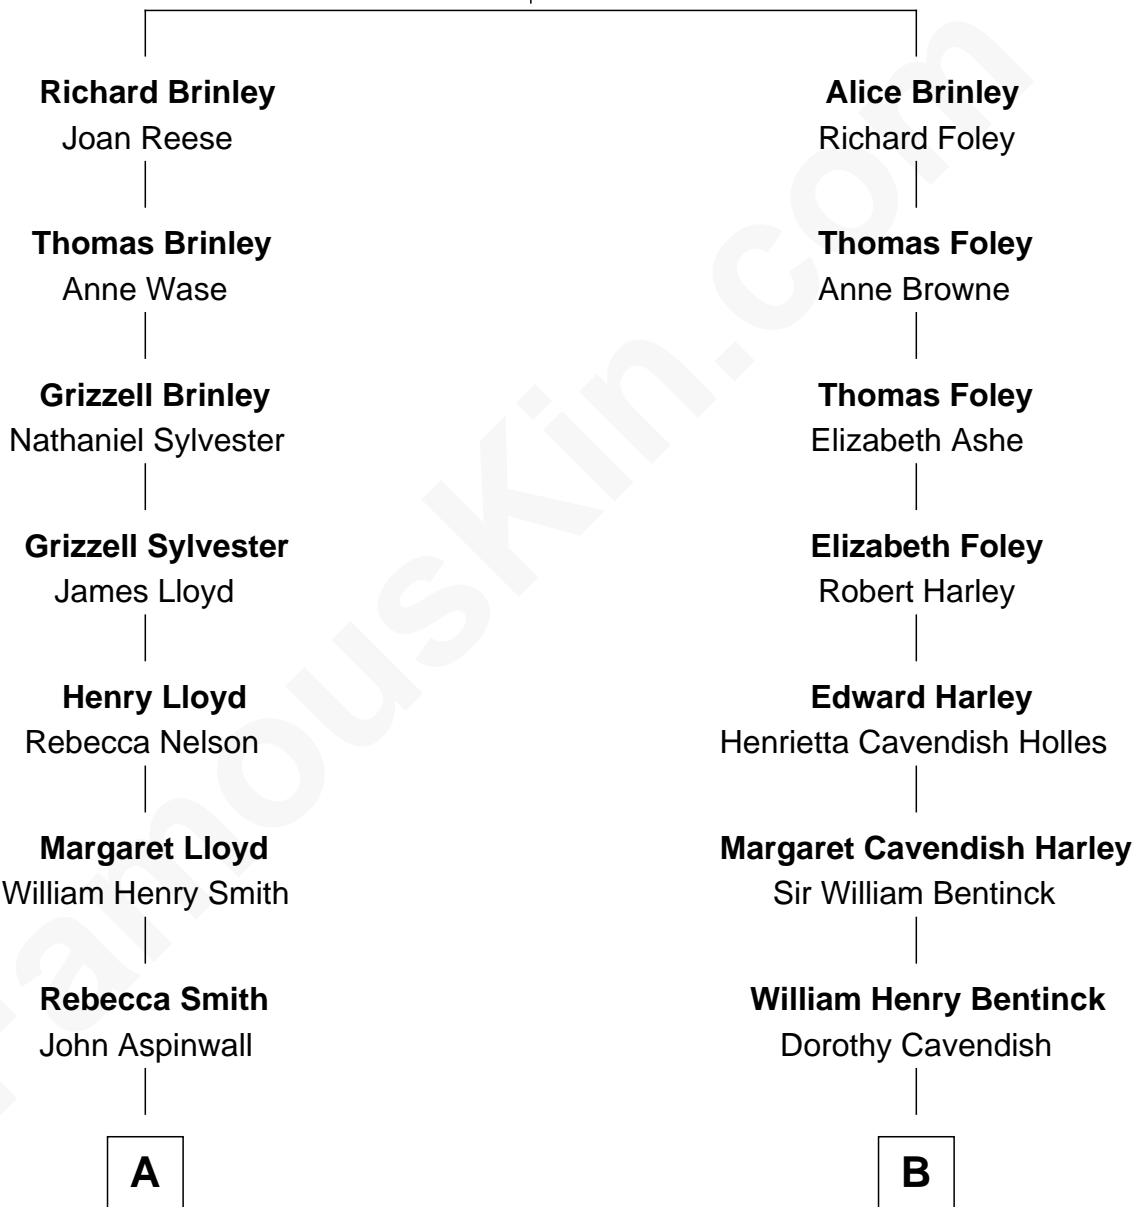 Richard Brinley
Joan Reese
Thomas Brinley
Anne Wase
Grizzell Brinley
Nathaniel Sylvester
Grizzell Sylvester
James Lloyd
Henry Lloyd
Rebecca Nelson
Margaret Lloyd
William Henry Smith
Rebecca Smith
John Aspinwall
A
Alice Brinley
Richard Foley
Thomas Foley
Anne Browne
Thomas Foley
Elizabeth Ashe
Elizabeth Foley
Robert Harley
Edward Harley
Henrietta Cavendish Holles
Margaret Cavendish Harley
Sir William Bentinck
William Henry Bentinck
Dorothy Cavendish
B
FamousKin.com